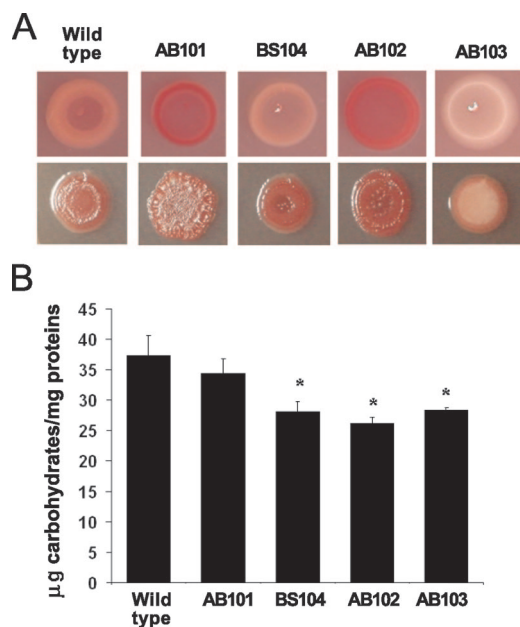 A
Wild
type
AB101
BS104
AB102
AB103
B
µg carbohydrates/mg proteins
45
40
35
30
25
20
15
10
5
0
*
*
*
Wild
type
AB101
BS104
AB102
AB103